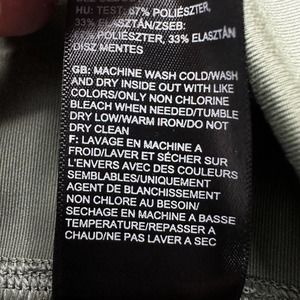 HU: TEST: 67% POLIÉSZTER,
33% ELASZTÁN/ZSEB:
% POLIÉSZTER, 33% ELASZTÁN
DÍSZ MENTES
GB: MACHINE WASH COLD/WASH
AND DRY INSIDE OUT WITH LIKE
COLORS/ONLY NON CHLORINE
BLEACH WHEN NEEDED/TUMBLE
DRY LOW/WARM IRON/DO NOT
DRY CLEAN
F: LAVAGE EN MACHINE A
FROID/LAVER ET SÉCHER SUR
L'ENVERS AVEC DES COULEURS
SEMBLABLES/UNIQUEMENT
AGENT DE BLANCHISSEMENT
NON CHLORE AU BESOIN/
SECHAGE EN MACHINE A BASSE
TEMPERATURE/REPASSER A
CHAUD/NE PAS LAVER A SEC